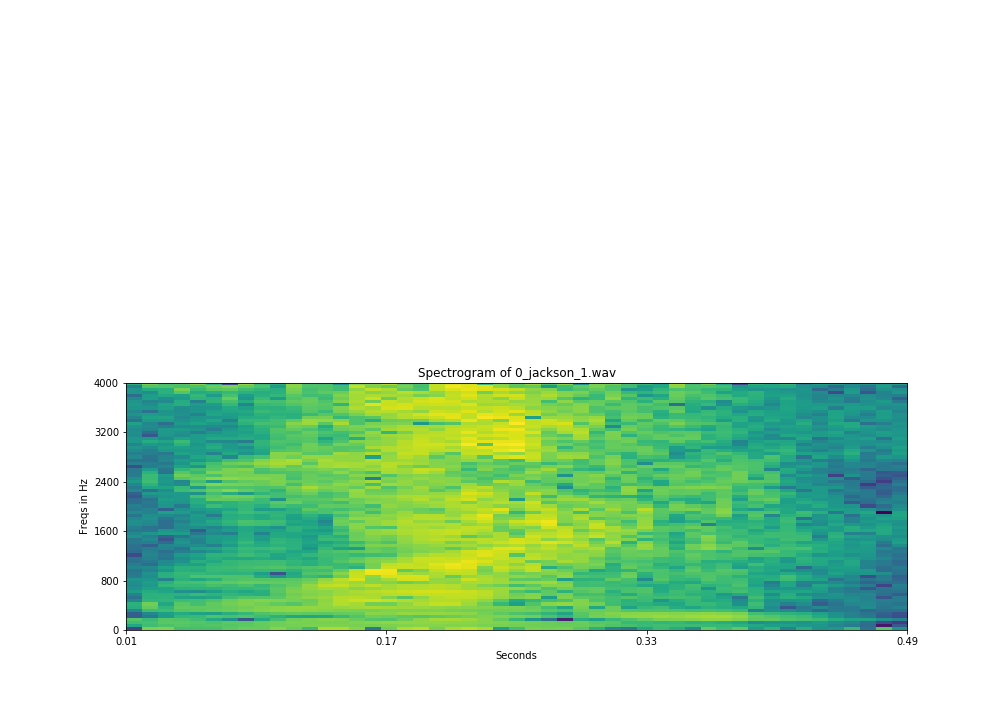 Spectrogram of 0_jackson_1.wav
4000
3200
2400
1600
800
0
Freqs in Hz
0.01 0.17 0.33 0.49
Seconds